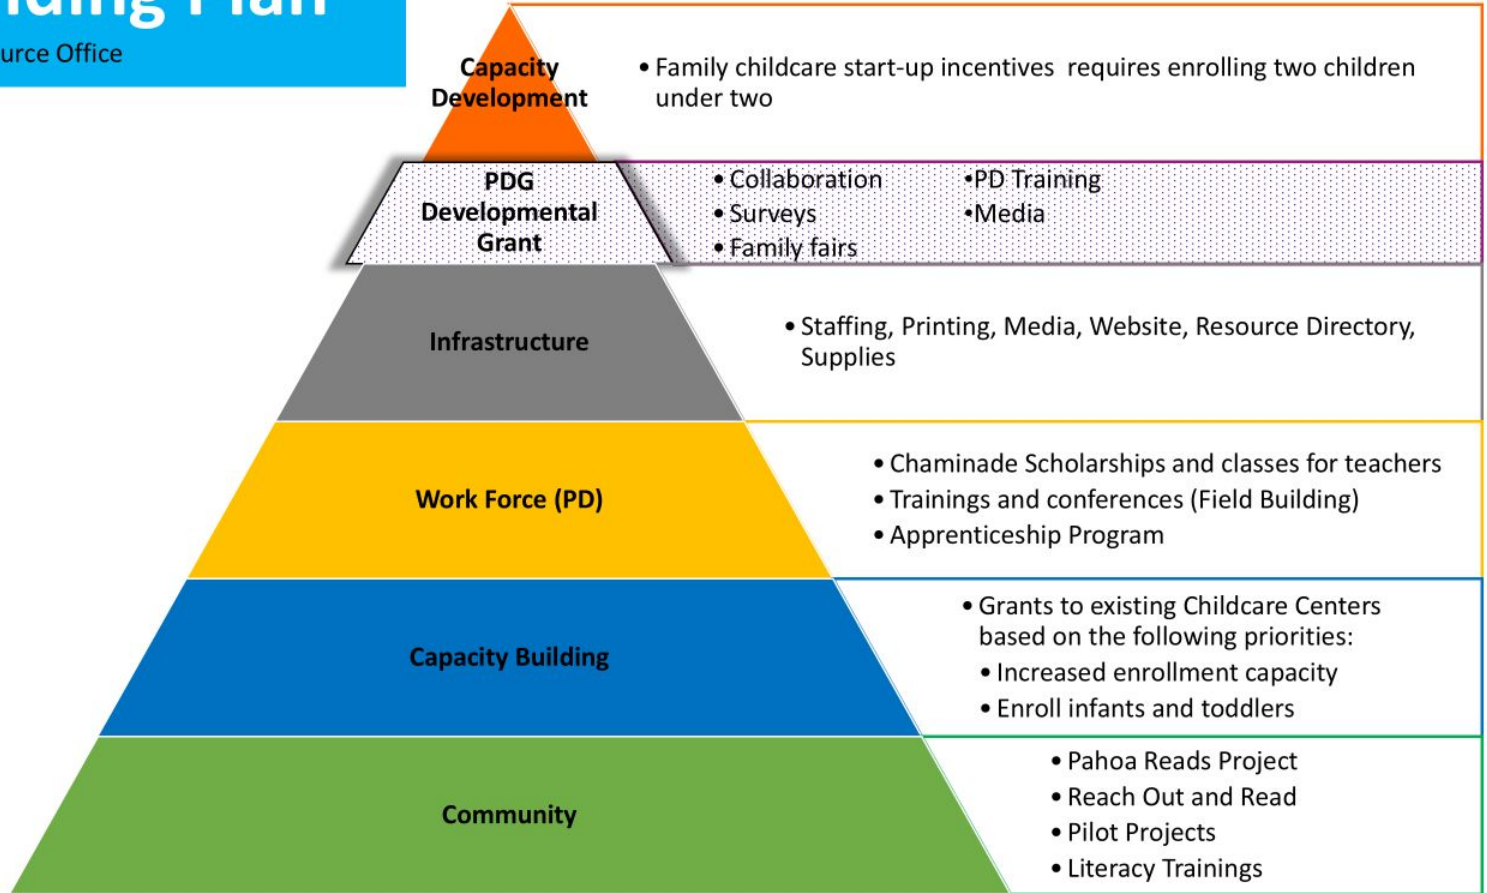 Plan
Office
Capacity
Development
• Family childcare start-up incentives requires enrolling two children
under two
PDG
Developmental
Grant
• Collaboration
• Surveys
• Family fairs
•PD Training
•Media
Infrastructure
• Staffing, Printing, Media, Website, Resource Directory,
Supplies
Work Force (PD)
• Chaminade Scholarships and classes for teachers
• Trainings and conferences (Field Building)
• Apprenticeship Program
Capacity Building
• Grants to existing Childcare Centers
based on the following priorities:
• Increased enrollment capacity
• Enroll infants and toddlers
Community
• Pahoa Reads Project
• Reach Out and Read
• Pilot Projects
• Literacy Trainings